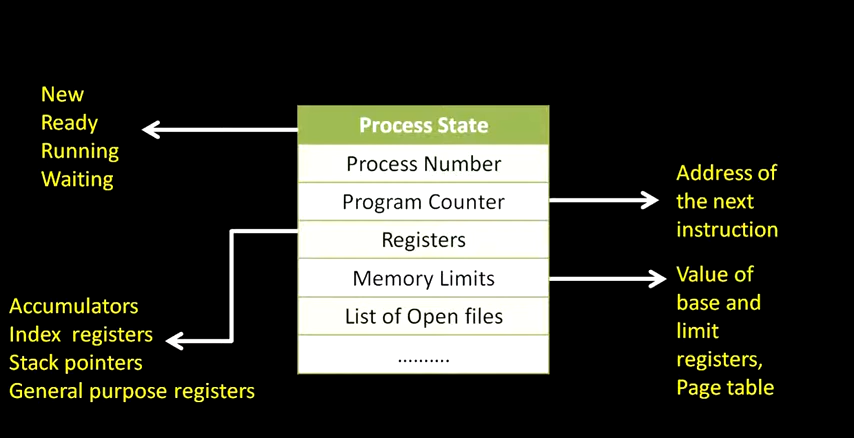 New
Ready
Running
Waiting
Process State
Process Number
Program Counter
Registers
Memory Limits
List of Open files
..........
Address of
the next
instruction
Value of
base and
limit
registers,
Page table
Accumulators
Index registers
Stack pointers
General purpose registers